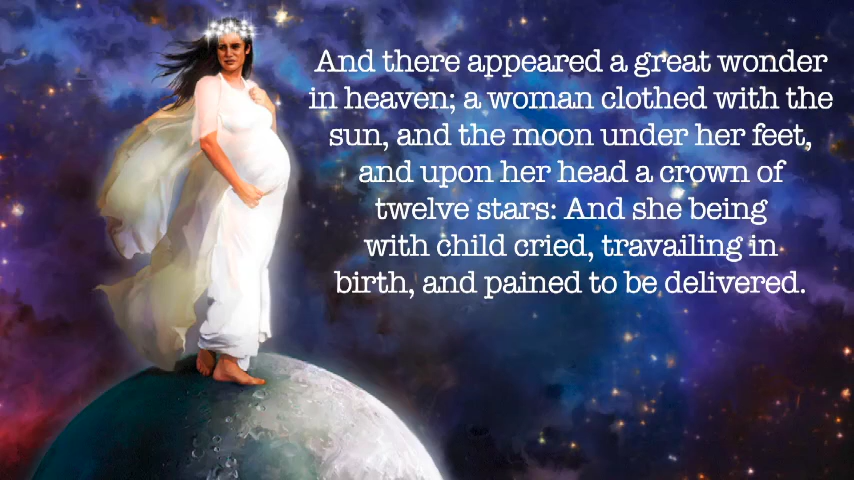 And there appeared a great wonder
in heaven; a woman clothed with the
sun, and the moon under her feet,
and upon her head a crown of
twelve stars: And she being
with child cried, travailing in
birth, and pained to be delivered.